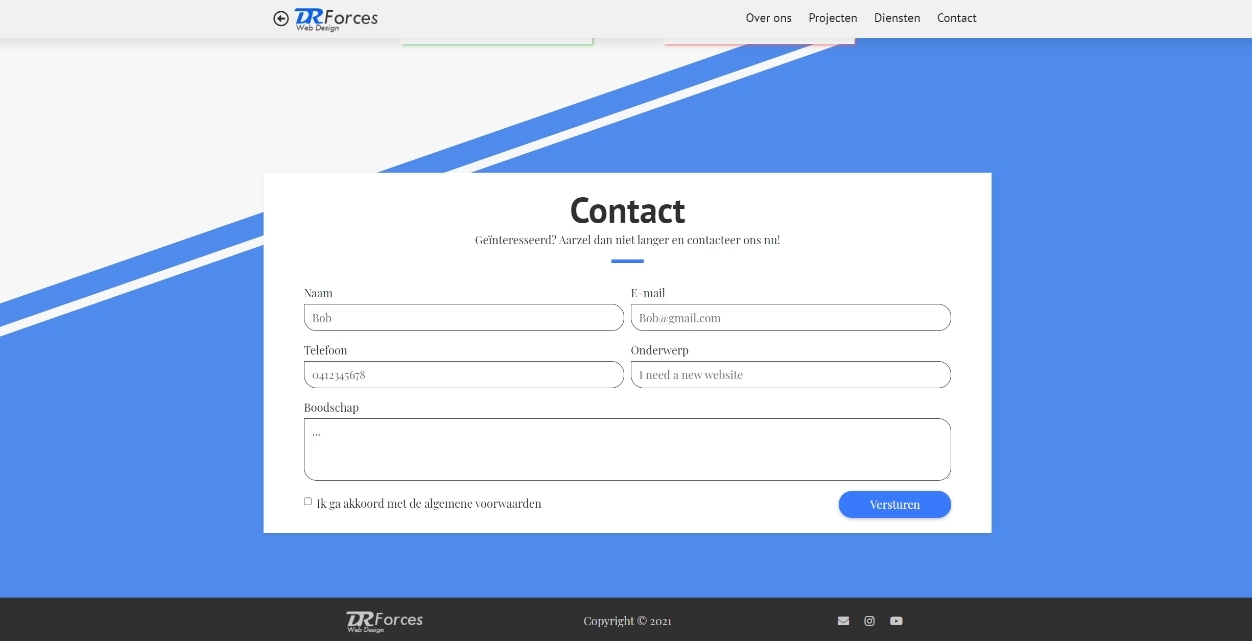 DRForces
Web Design
Over ons Projecten Diensten Contact
Contact
Geïnteresseerd? Aarzel dan niet langer en contacteer ons nu!
Naam E-mail
Bob Bob@gmail.com
Telefoon Onderwerp
0412345678 I need a new website
Boodschap
...
Ik ga akkoord met de algemene voorwaarden Versturen
DRForces
Web Design
Copyright © 2021